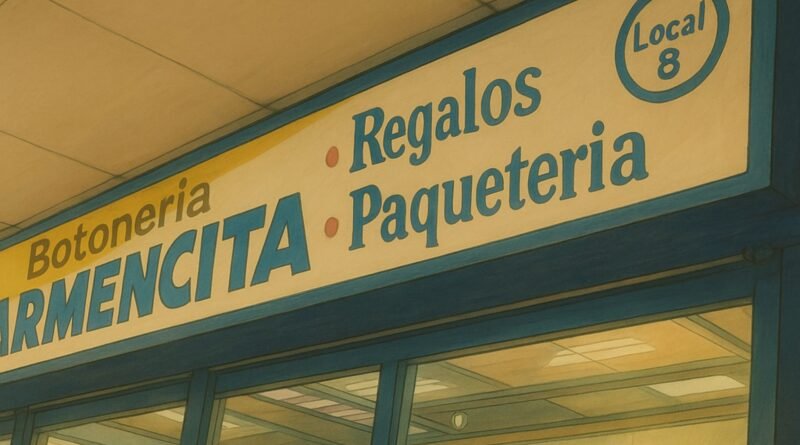 Botoneria
ARMENCITA
• Regalos
• Paqueteria
Local
8